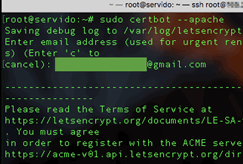 — root@servido: ~ — ssh root@
[root@servido:~# sudo certbot --apache
Saving debug log to /var/log/letsencrypt
Enter email address (used for urgent ren
s) (Enter 'c' to
cancel): @gmail.com
---------------------------------------
---------------
Please read the Terms of Service at
https://letsencrypt.org/documents/LE-SA-
. You must agree
in order to register with the ACME serve
https://acme-v01.api.letsencrypt.org/dir